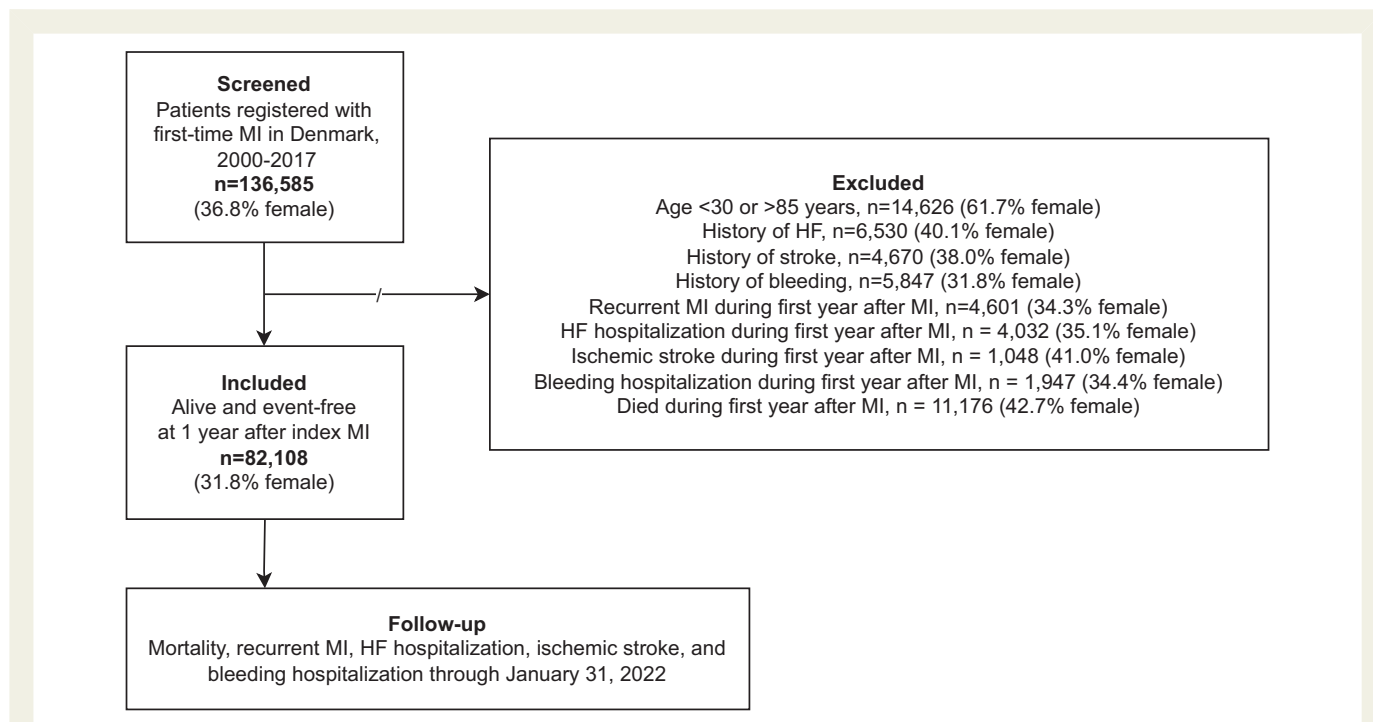 Screened
Patients registered with
first-time MI in Denmark,
2000-2017
n=136,585
(36.8% female)
/
Excluded
Age <30 or >85 years, n=14,626 (61.7% female)
History of HF, n=6,530 (40.1% female)
History of stroke, n=4,670 (38.0% female)
History of bleeding, n=5,847 (31.8% female)
Recurrent MI during first year after MI, n=4,601 (34.3% female)
HF hospitalization during first year after MI, n = 4,032 (35.1% female)
Ischemic stroke during first year after MI, n = 1,048 (41.0% female)
Bleeding hospitalization during first year after MI, n = 1,947 (34.4% female)
Died during first year after MI, n = 11,176 (42.7% female)
Included
Alive and event-free
at 1 year after index MI
n=82,108
(31.8% female)
Follow-up
Mortality, recurrent MI, HF hospitalization, ischemic stroke, and
bleeding hospitalization through January 31, 2022